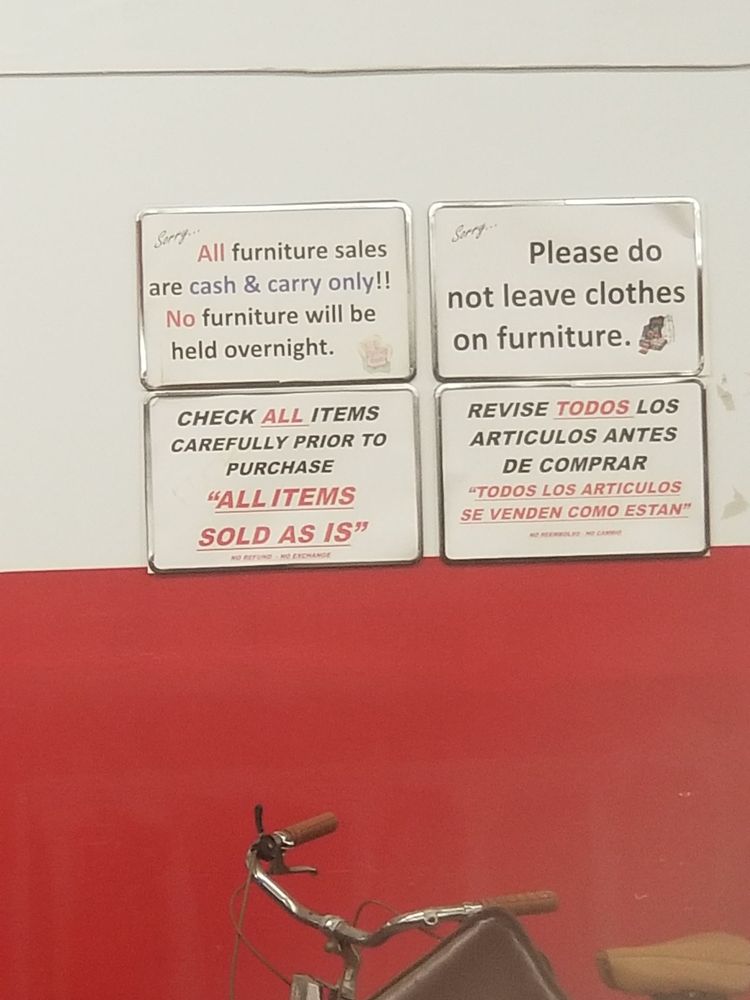 Sorry...
All furniture sales
are cash & carry only!!
No furniture will be
held overnight.
Sorry...
Please do
not leave clothes
on furniture.
CHECK ALL ITEMS
CAREFULLY PRIOR TO
PURCHASE
"ALL ITEMS
SOLD AS IS"
NO REFUND - NO EXCHANGE
REVISE TODOS LOS
ARTICULOS ANTES
DE COMPRAR
"TODOS LOS ARTICULOS
SE VENDEN COMO ESTAN"
NO REEMBOLSO - NO CAMBIO